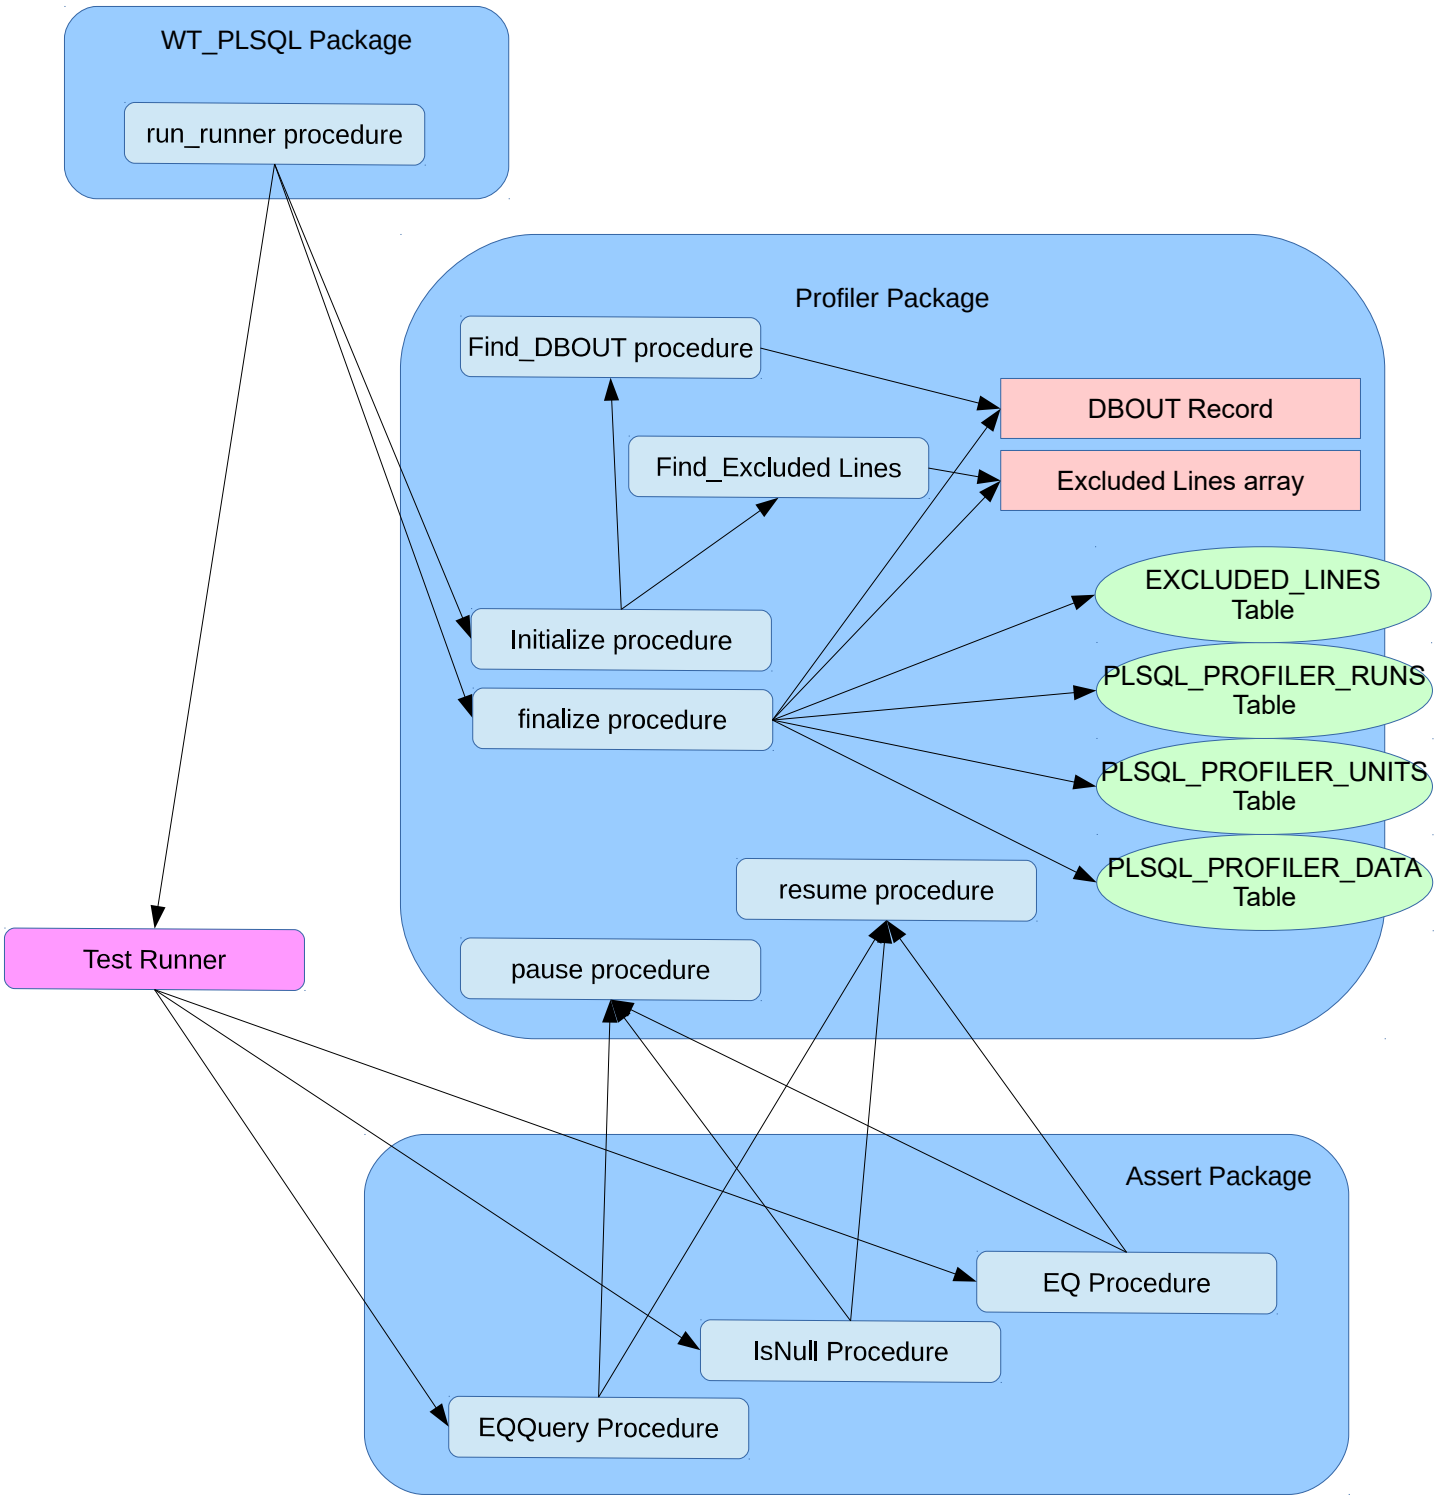 WT_PLSQL Package
run_runner procedure
Profiler Package
Find_DBOUT procedure
DBOUT Record
Find_Excluded Lines
Excluded Lines array
EXCLUDED_LINES
Table
Initialize procedure
PLSQL_PROFILER_RUNS
Table
finalize procedure
PLSQL_PROFILER_UNITS
Table
PLSQL_PROFILER_DATA
Table
resume procedure
Test Runner
pause procedure
Assert Package
EQ Procedure
IsNull Procedure
EQQuery Procedure